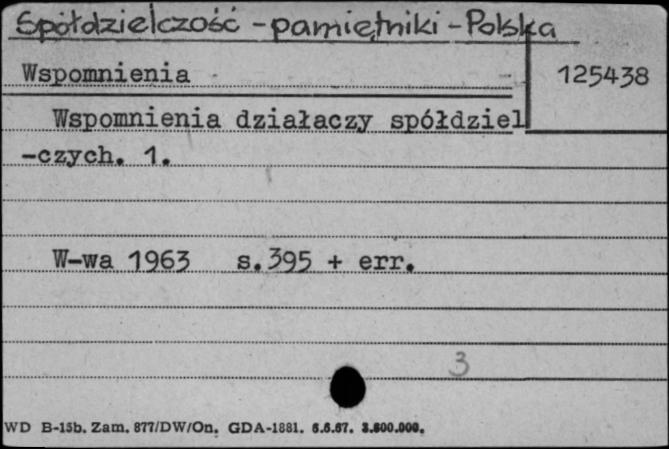 Spółdzielczość - pamiętniki - Polska
Wspomnienia
125438
Wspomnienia działaczy spółdziel
-czych. 1.
W-wa 1963 s.395 + err.
3
WD B-15b. Zam. 877/DW/On. GDA-1881. 6.6.67. 3.600.000.